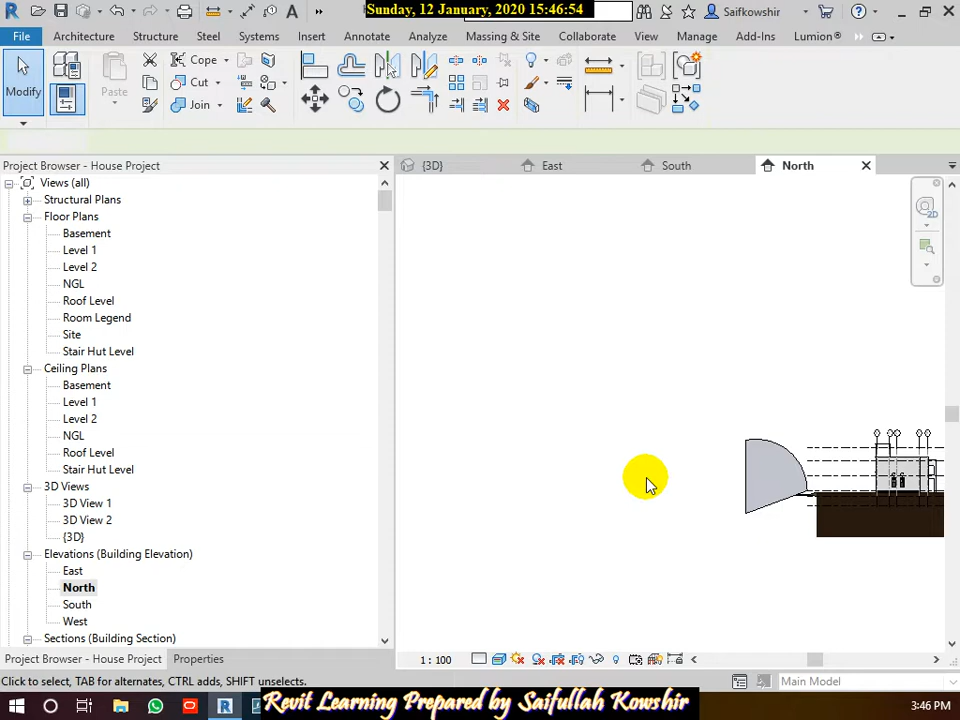 Sunday, 12 January, 2020 15:46:54
Saifkowshir
File
Architecture
Structure
Steel
Systems
Insert
Annotate
Analyze
Massing & Site
Collaborate
View
Manage
Add-Ins
Lumion®
Modify
Paste
Cope
Cut
Join
Project Browser - House Project
{3D}
East
South
North
Views (all)
Structural Plans
Floor Plans
Basement
Level 1
Level 2
NGL
Roof Level
Room Legend
Site
Stair Hut Level
Ceiling Plans
Basement
Level 1
Level 2
NGL
Roof Level
Stair Hut Level
3D Views
3D View 1
3D View 2
{3D}
Elevations (Building Elevation)
East
North
South
West
Sections (Building Section)
2D
Project Browser - House Project
Properties
1 : 100
Click to select, TAB for alternates, CTRL adds, SHIFT unselects.
Main Model
Revit Learning Prepared by Saifullah Kowshir
3:46 PM